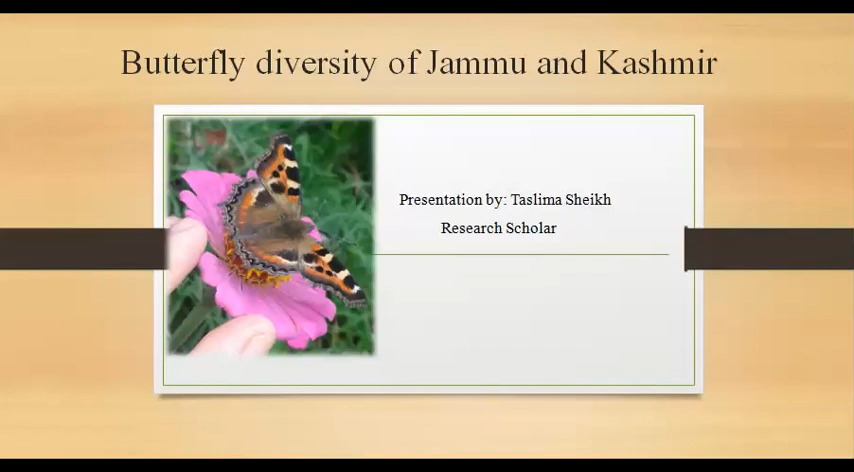 Butterfly diversity of Jammu and Kashmir
Presentation by: Taslima Sheikh
Research Scholar